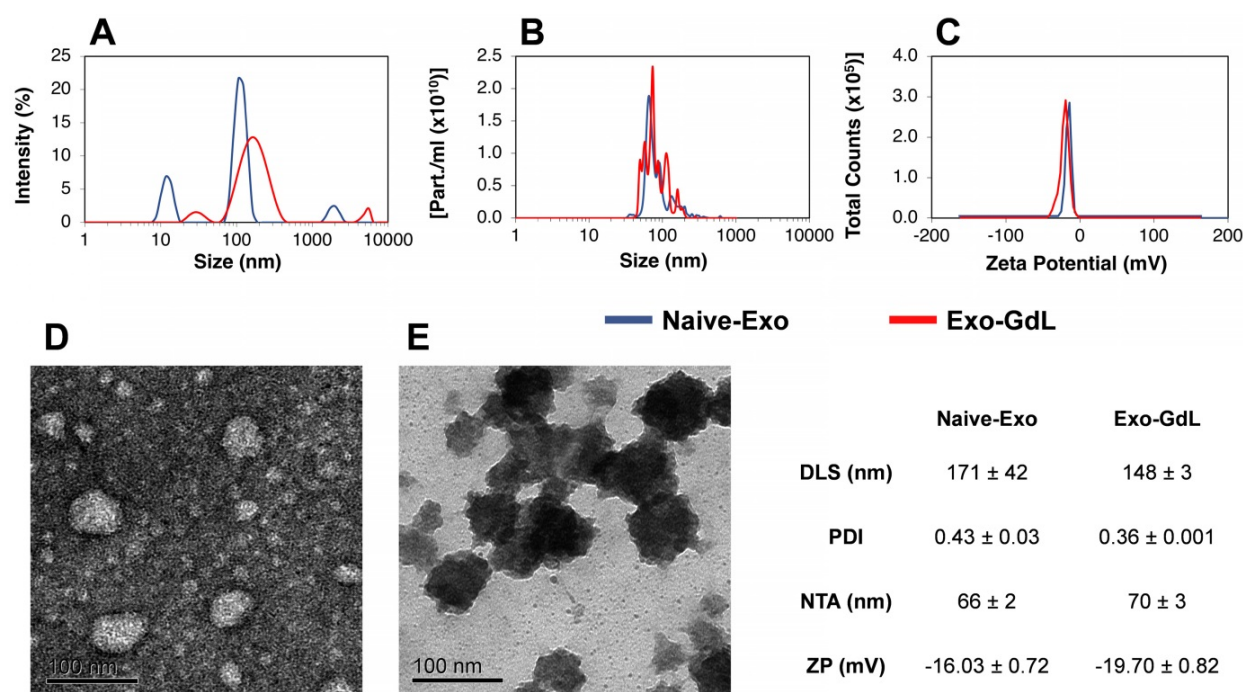 A
B
C
25
20
15
10
5
0
1
10
100
1000
10000
Intensity (%)
Size (nm)
2.5
2.0
1.5
1.0
0.5
0.0
1
10
100
1000
10000
[Part./ml (x10¹⁰)]
Size (nm)
4.0
3.0
2.0
1.0
0.0
-200
-100
0
100
200
Total Counts (x10⁵)]
Zeta Potential (mV)
Naive-Exo
Exo-GdL
D
E
100 nm
100 nm
Naive-Exo Exo-GdL
DLS (nm) 171 ± 42 148 ± 3
PDI 0.43 ± 0.03 0.36 ± 0.001
NTA (nm) 66 ± 2 70 ± 3
ZP (mV) -16.03 ± 0.72 -19.70 ± 0.82